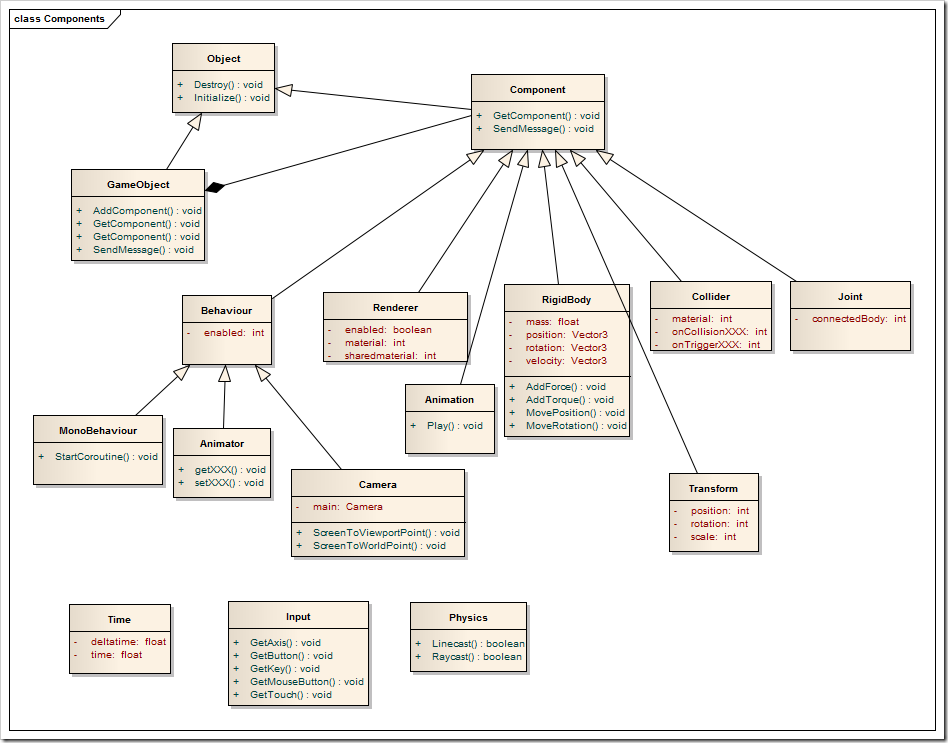 class Components
Object
+ Destroy() : void
+ Initialize() : void
Component
+ GetComponent() : void
+ SendMessage() : void
GameObject
+ AddComponent() : void
+ GetComponent() : void
+ GetComponent() : void
+ SendMessage() : void
Behaviour
- enabled: int
Renderer
- enabled: boolean
- material: int
- sharedmaterial: int
RigidBody
- mass: float
- position: Vector3
- rotation: Vector3
- velocity: Vector3
+ AddForce() : void
+ AddTorque() : void
+ MovePosition() : void
+ MoveRotation() : void
Collider
- material: int
- onCollisionXXX: int
- onTriggerXXX: int
Joint
- connectedBody: int
Animation
+ Play() : void
MonoBehaviour
+ StartCoroutine() : void
Animator
+ getXXX() : void
+ setXXX() : void
Camera
- main: Camera
+ ScreenToViewportPoint() : void
+ ScreenToWorldPoint() : void
Transform
- position: int
- rotation: int
- scale: int
Time
- deltatime: float
- time: float
Input
+ GetAxis() : void
+ GetButton() : void
+ GetKey() : void
+ GetMouseButton() : void
+ GetTouch() : void
Physics
+ Linecast() : boolean
+ Raycast() : boolean